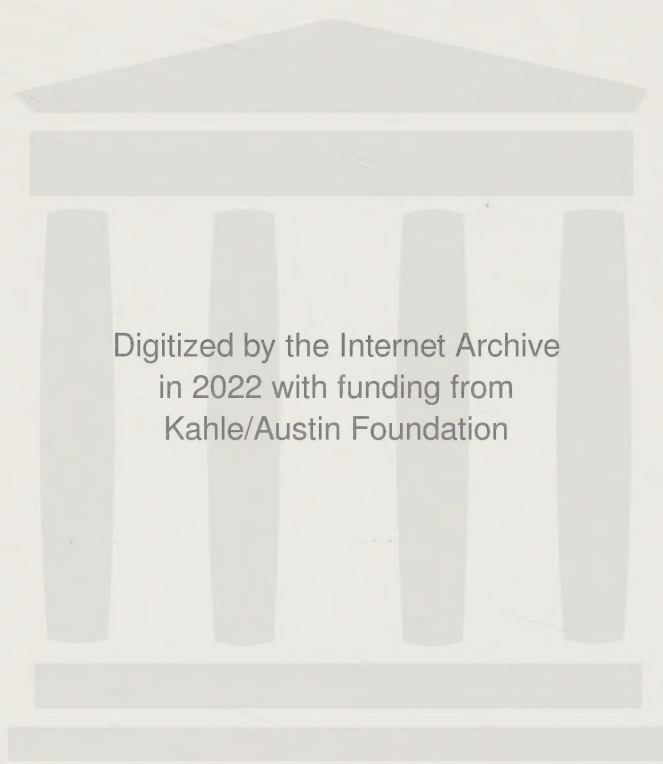 Digitized by the Internet Archive
in 2022 with funding from
Kahle/Austin Foundation